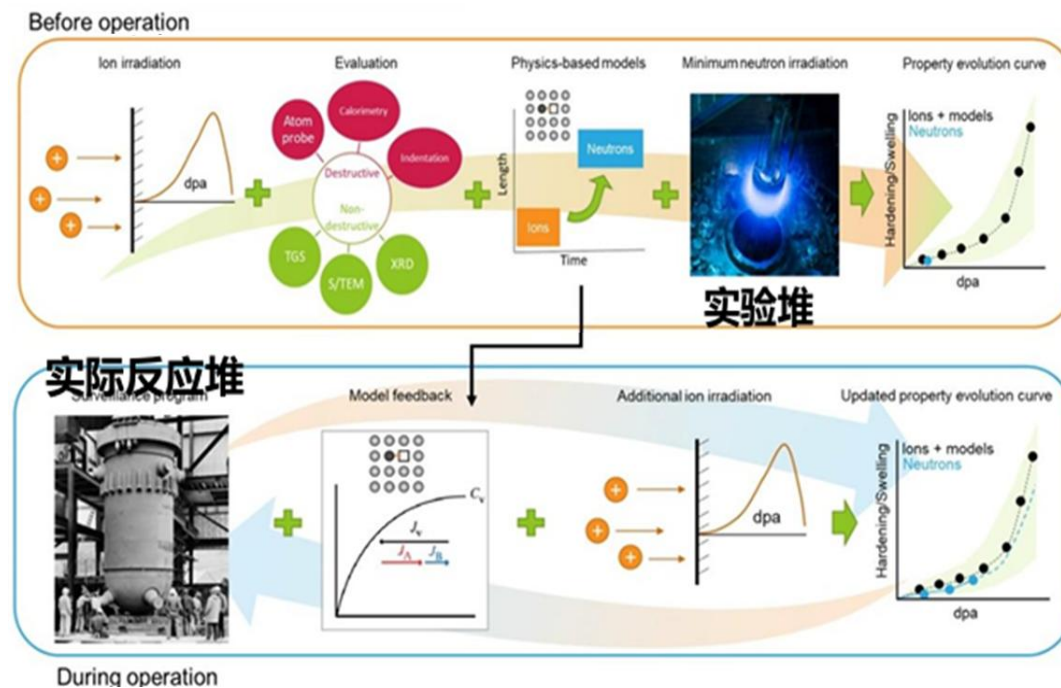 Before operation
Ion irradiation
Evaluation
Physics-based models
Minimum neutron irradiation
Property evolution curve
dpa
Atom
probe
Calorimetry
Indentation
Destructive
Non-
destructive
TGS
S/TEM
XRD
Length
Neutrons
Ions
Time
实验堆
Hardening/Swelling
Ions + models
Neutrons
dpa
实际反应堆
Surveillance program
Model feedback
Additional ion irradiation
Updated property evolution curve
Cv
Jv
JA
JB
dpa
Hardening/Swelling
Ions + models
Neutrons
dpa
During operation